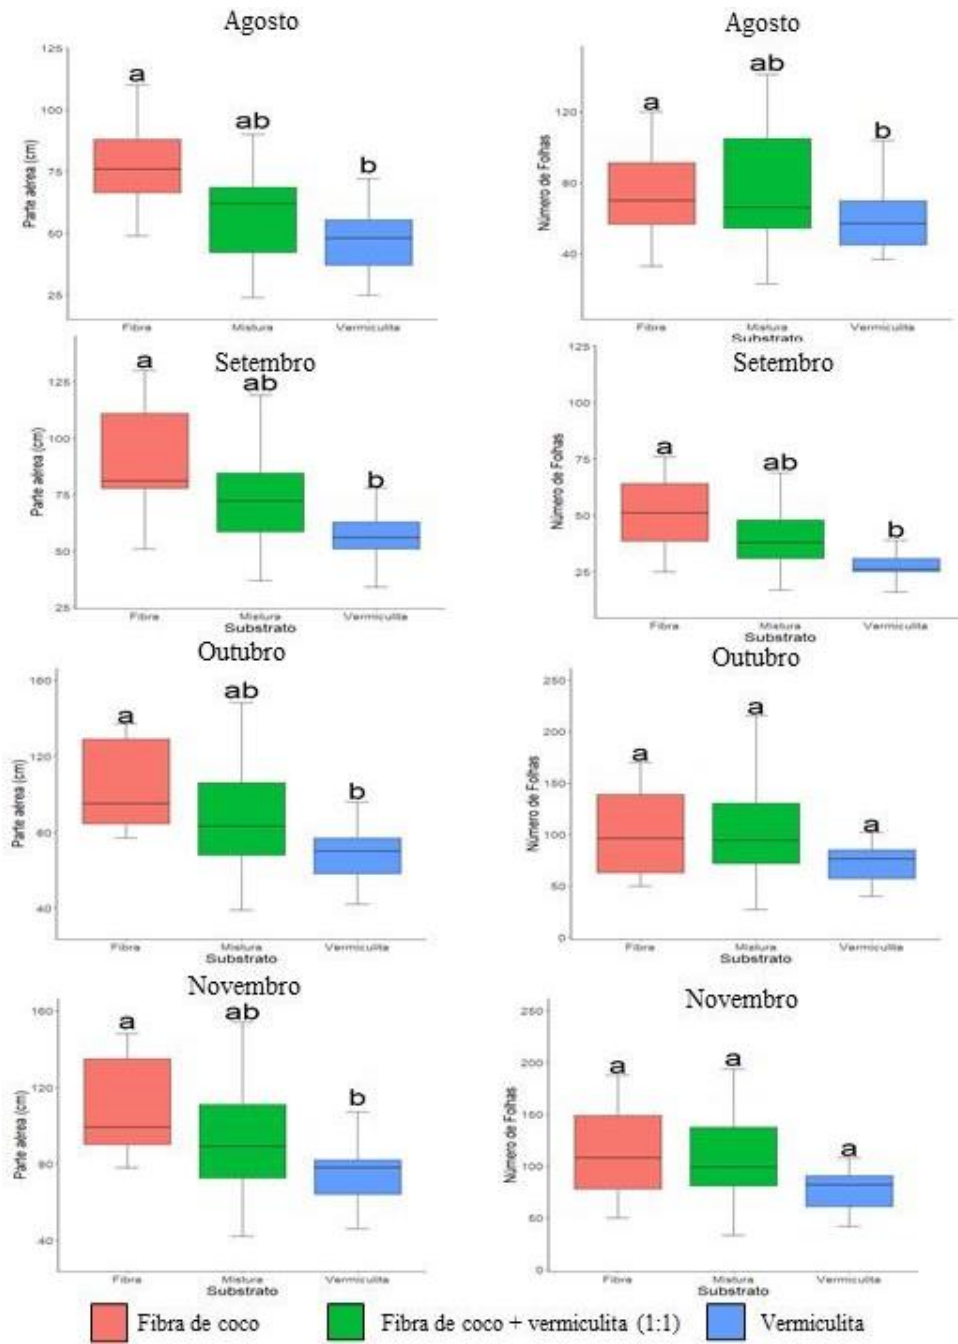 Agosto
125
100
75
50
25
Parte aérea (cm)
a
ab
b
Fibra
Mistura
Vermiculita
Agosto
120
80
40
Número de Folhas
a
ab
b
Fibra
Mistura
Vermiculita
Substrato
Setembro
125
100
75
50
25
Parte aérea (cm)
a
ab
b
Fibra
Mistura
Vermiculita
Substrato
Setembro
125
100
75
50
25
Número de Folhas
a
ab
b
Fibra
Mistura
Vermiculita
Outubro
160
120
80
40
Parte aérea (cm)
a
ab
b
Fibra
Mistura
Vermiculita
Substrato
Outubro
250
200
150
100
50
0
Número de Folhas
a
a
a
Fibra
Mistura
Vermiculita
Substrato
Novembro
160
120
80
40
Parte aérea (cm)
a
ab
b
Fibra
Mistura
Vermiculita
Substrato
Novembro
250
200
150
100
50
0
Número de Folhas
a
a
a
Fibra
Mistura
Vermiculita
Substrato
Fibra de coco
Fibra de coco + vermiculita (1:1)
Vermiculita